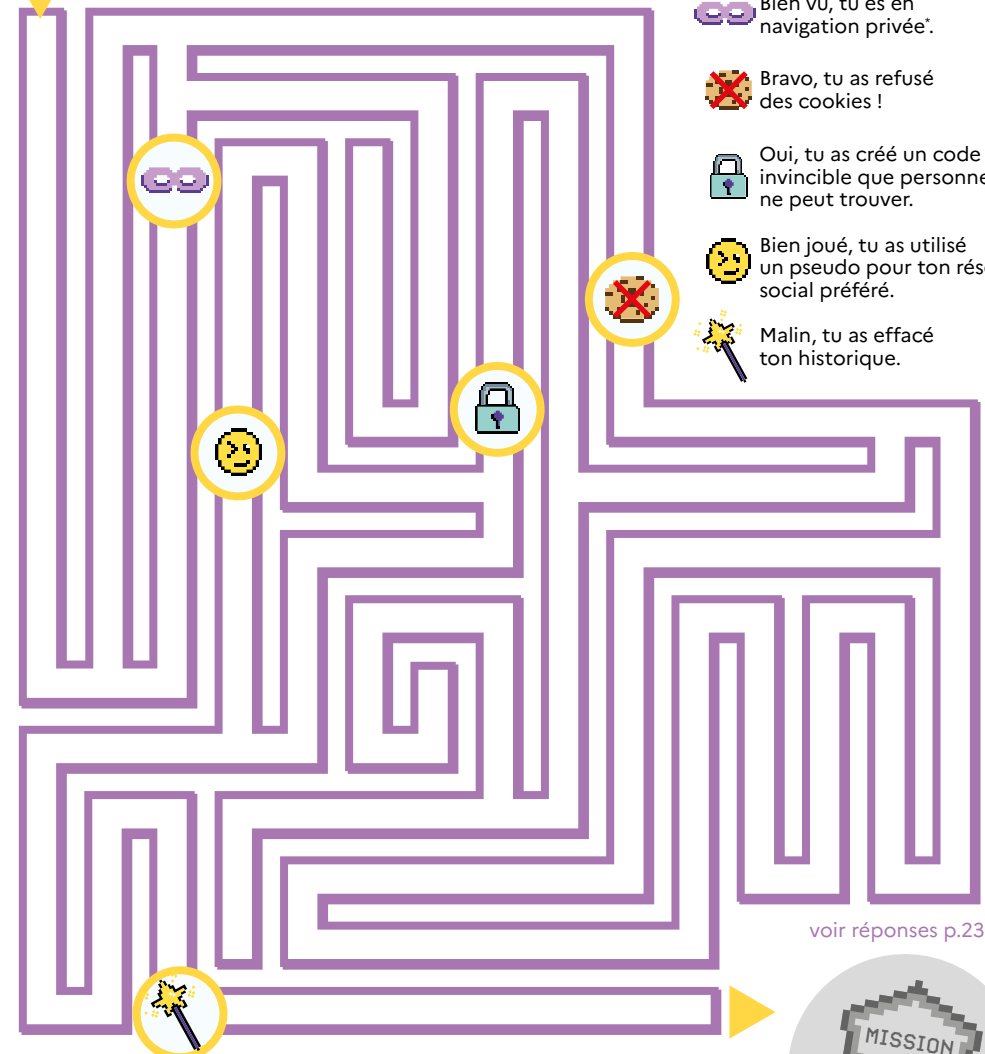 Bien vu, tu es en
navigation privée*.
Bravo, tu as refusé
des cookies !
Oui, tu as créé un code
invincible que personne
ne peut trouver.
Bien joué, tu as utilisé
un pseudo pour ton
social préféré.
Malin, tu as effacé
ton historique.
voir réponses p.23
MISSION